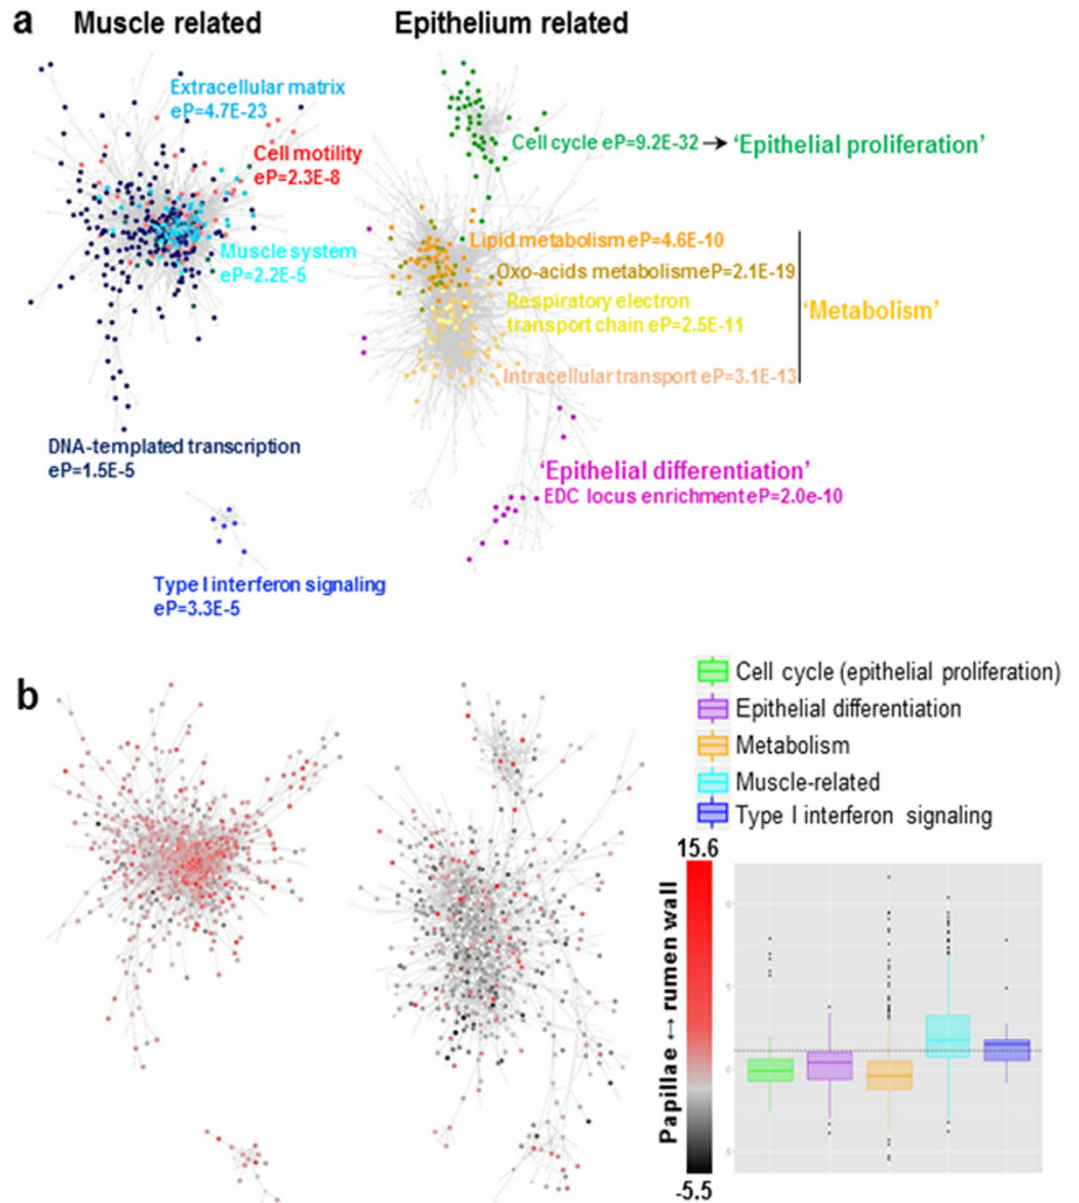 a
Muscle related
Epithelium related
Extracellular matrix
eP=4.7E-23
Cell motility
eP=2.3E-8
Muscle system
eP=2.2E-5
DNA-templated transcription
eP=1.5E-5
Type I interferon signaling
eP=3.3E-5
Cell cycle eP=9.2E-32 → 'Epithelial proliferation'
Lipid metabolism eP=4.6E-10
Oxo-acids metabolism eP=2.1E-19
Respiratory electron
transport chain eP=2.5E-11
Intracellular transport eP=3.1E-13
'Metabolism'
'Epithelial differentiation'
EDC locus enrichment eP=2.0e-10
b
Cell cycle (epithelial proliferation)
Epithelial differentiation
Metabolism
Muscle-related
Type I interferon signaling
15.6
Papillae ↔ rumen wall
-5.5